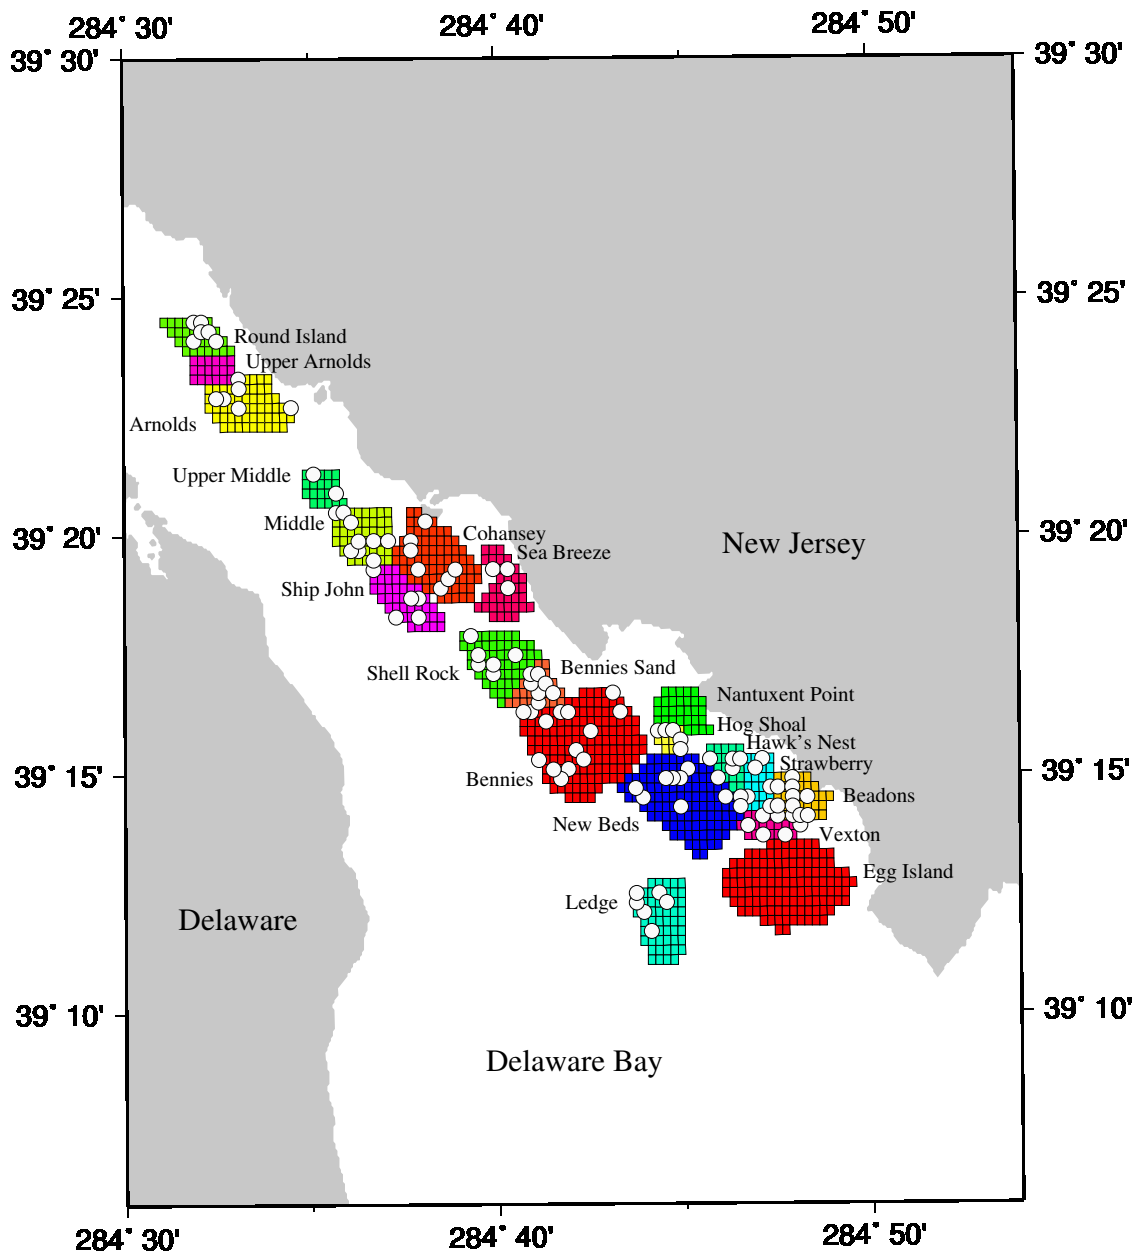 284° 30'
284° 40'
284° 50'
39° 30'
39° 30'
39° 25'
39° 25'
Round Island
Upper Arnolds
Arnolds
Upper Middle
Middle
39° 20'
Cohansey
39° 20'
Sea Breeze
New Jersey
Ship John
Shell Rock
Bennies Sand
Nantuxent Point
Hog Shoal
Hawk's Nest
Strawberry
39° 15'
Bennies
39° 15'
Beadons
New Beds
Vexton
Egg Island
Ledge
Delaware
39° 10'
39° 10'
Delaware Bay
284° 30'
284° 40'
284° 50'